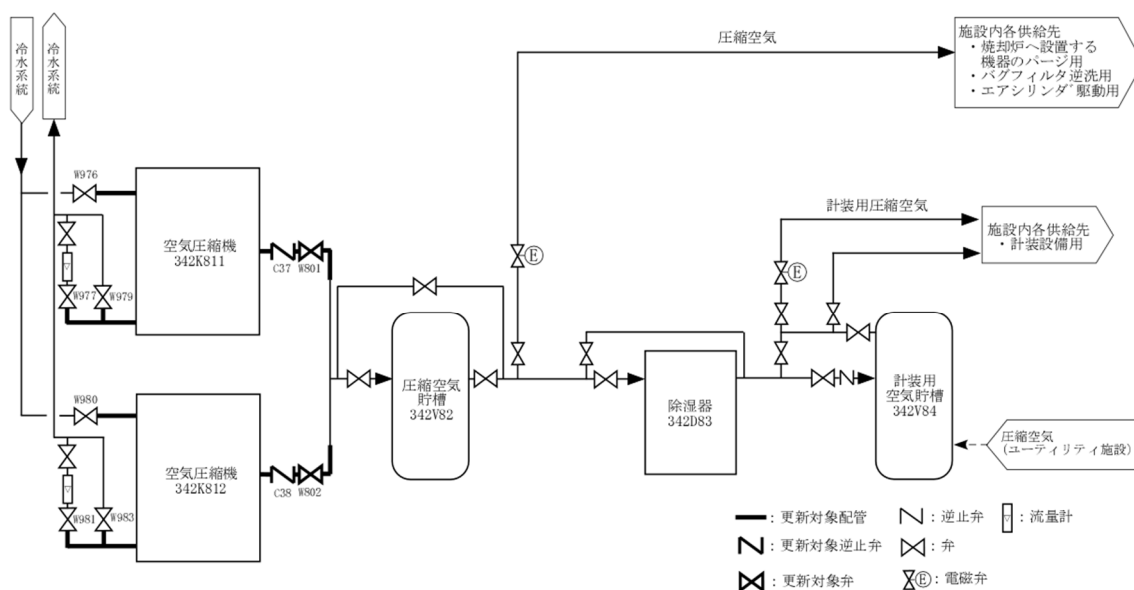 冷水系統
冷水系統
圧縮空気
施設内各供給先
・焼却炉へ設置する
機器のパージ用
・バグフィルタ逆洗用
・エアシリンダ駆動用
W976
空気圧縮機
342K811
C37
W801
W977
W979
計装用圧縮空気
施設内各供給先
・計装設備用
E
E
W980
空気圧縮機
342K812
C38
W802
W981
W983
圧縮空気
貯槽
342V82
除湿器
342D83
計装用
空気貯槽
342V84
圧縮空気
(ユーティリティ施設)
：更新対象配管
：逆止弁
：流量計
：更新対象逆止弁
：弁
：更新対象弁
E
：電磁弁